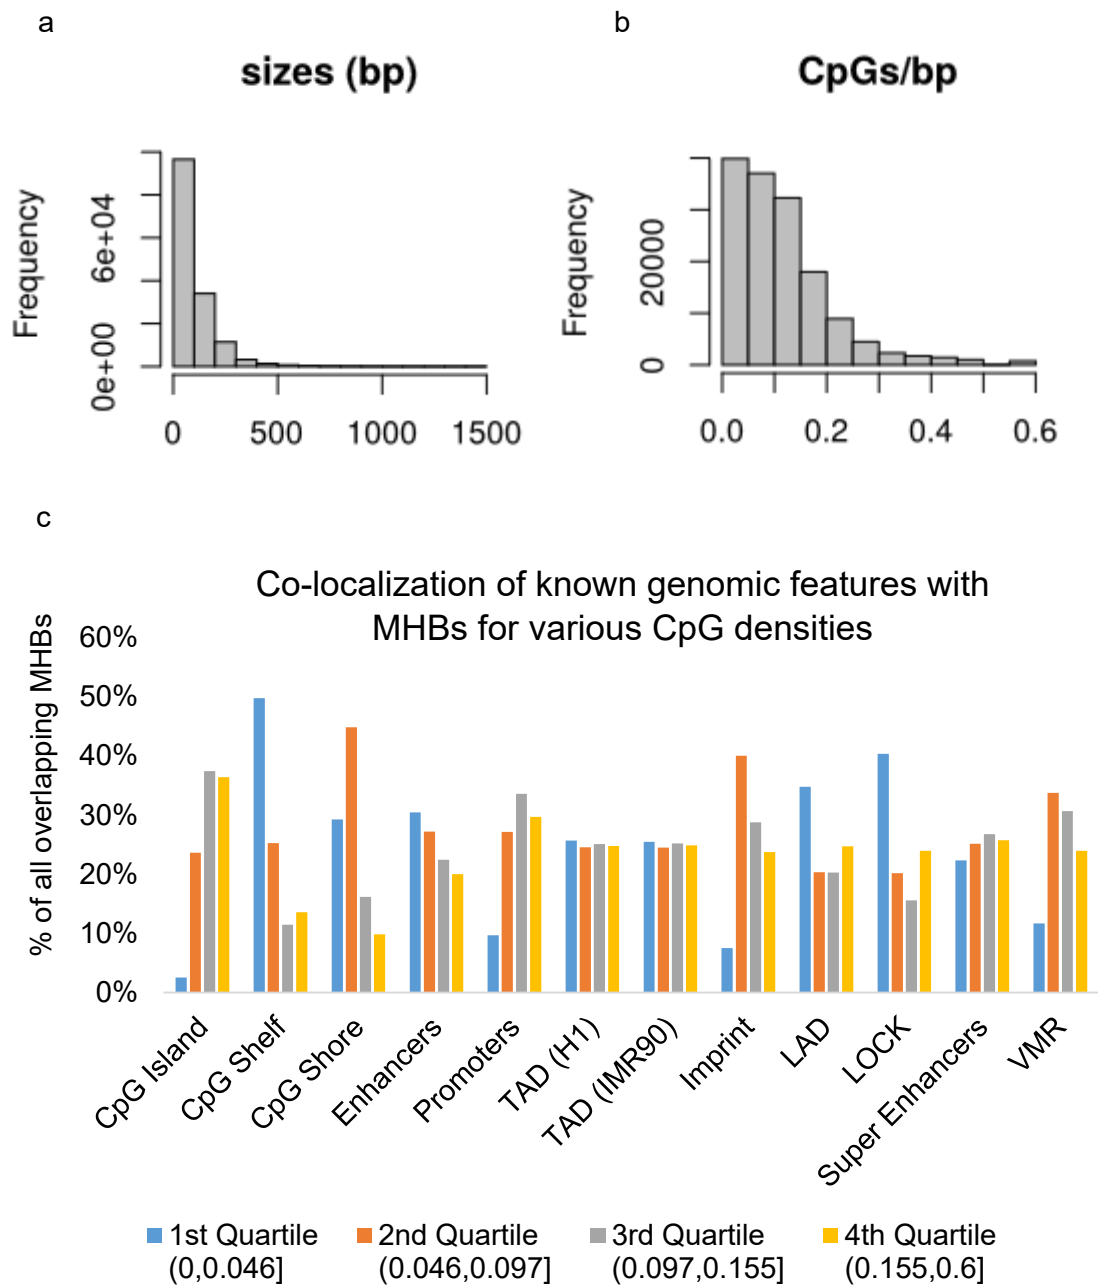 a
sizes (bp)
Frequency
6e+04
0e+00
0 500 1000 1500
b
CpGs/bp
Frequency
20000
0
0.0 0.2 0.4 0.6
c
Co-localization of known genomic features with
MHBs for various CpG densities
% of all overlapping MHBs
60%
50%
40%
30%
20%
10%
0%
CpG Island
CpG Shelf
CpG Shore
Enhancers
Promoters
TAD (H1)
TAD (IMR90)
Imprint
LAD
LOCK
Super Enhancers
VMR
1st Quartile
(0,0.046]
2nd Quartile
(0.046,0.097]
3rd Quartile
(0.097,0.155]
4th Quartile
(0.155,0.6]